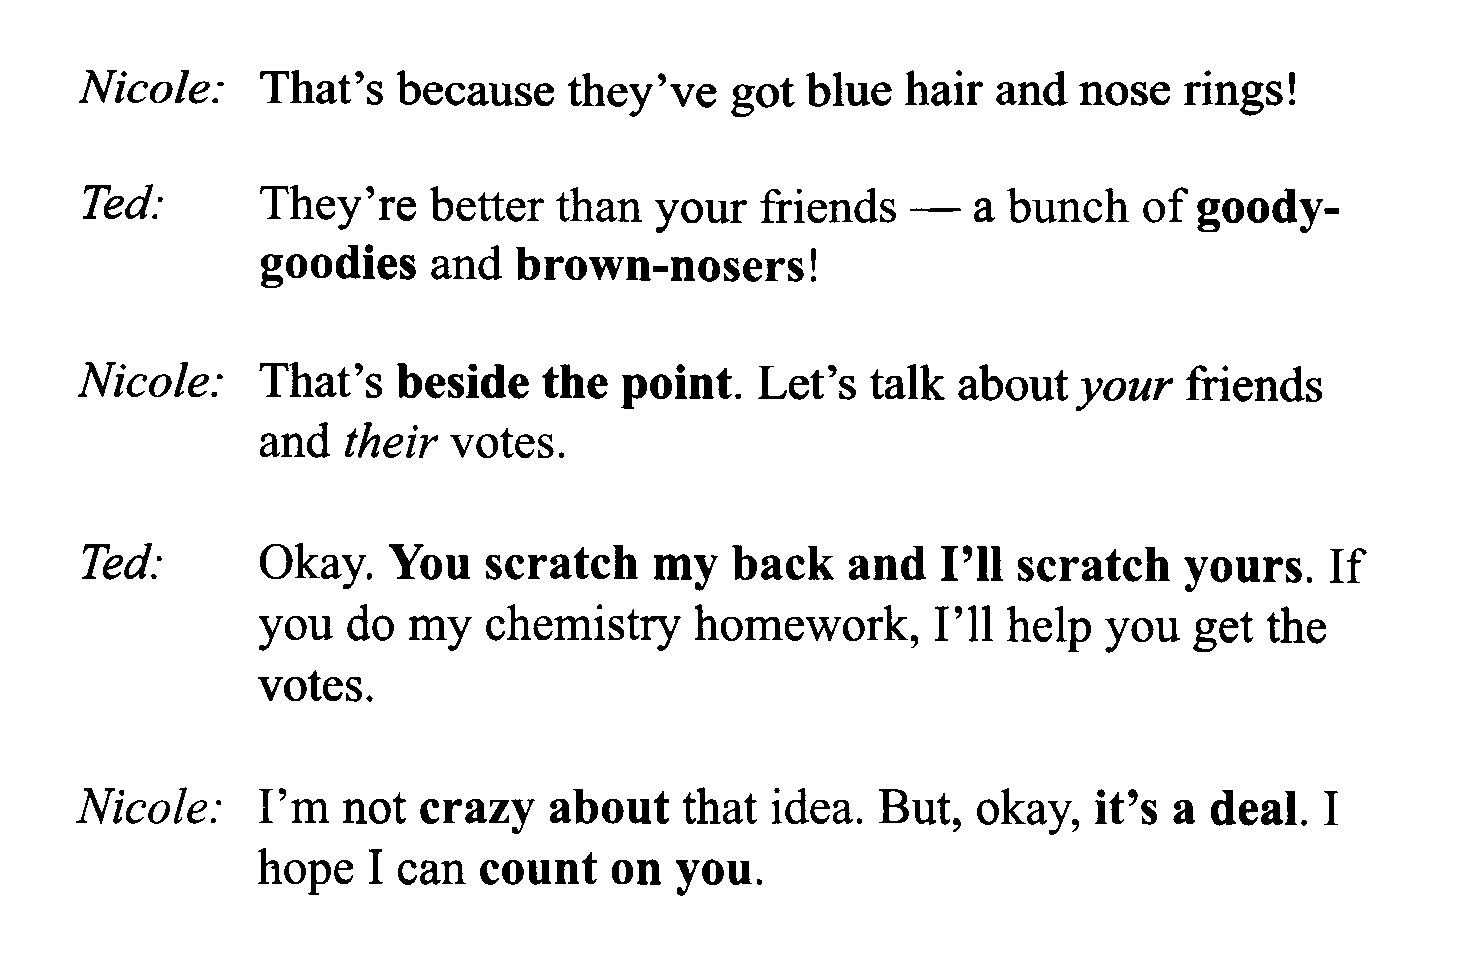 Nicole: That's because they've got blue hair and nose rings!
Ted: They're better than your friends — a bunch of goody-
goodies and brown-nosers!
Nicole: That's beside the point. Let's talk about your friends
and their votes.
Ted: Okay. You scratch my back and I'll scratch yours. If
you do my chemistry homework, I'll help you get the
votes.
Nicole: I'm not crazy about that idea. But, okay, it's a deal. I
hope I can count on you.